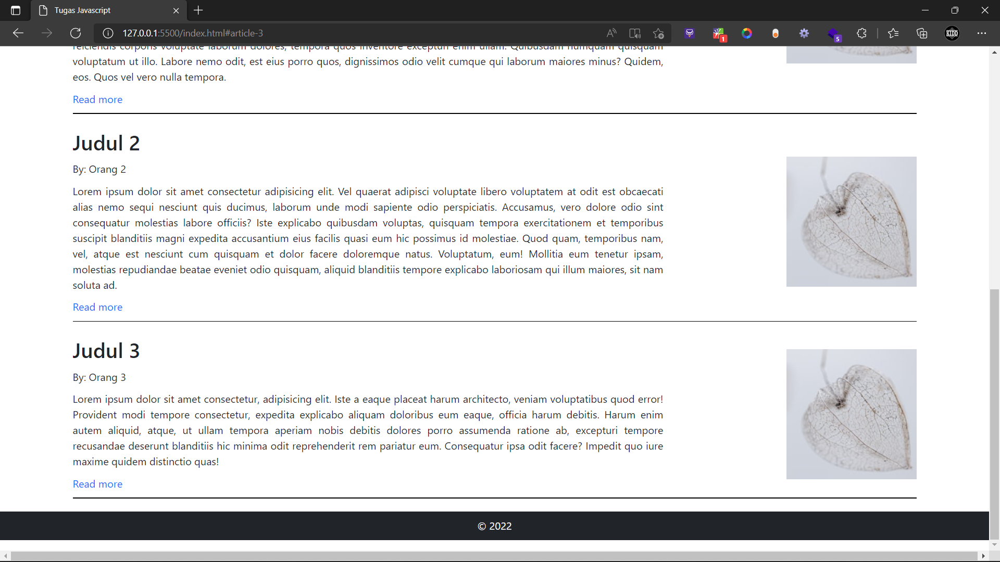 Tugas Javascript
127.0.0.1:5500/index.html#article-3
1
5
KIDD
reiciendis corporis voluptate laborum dolores, tempora quos inventore excepturi enim ullam. Quibusdam numquam quisquam
voluptatum ut illo. Labore nemo odit, est eius porro quos, dignissimos odio velit cumque qui laborum maiores minus? Quidem,
eos. Quos vel vero nulla tempora.
Read more
Judul 2
By: Orang 2
Lorem ipsum dolor sit amet consectetur adipisicing elit. Vel quaerat adipisci voluptate libero voluptatem at odit est obcaecati
alias nemo sequi nesciunt quis ducimus, laborum unde modi sapiente odio perspiciatis. Accusamus, vero dolore odio sint
consequatur molestias labore officiis? Iste explicabo quibusdam voluptas, quisquam tempora exercitationem et temporibus
suscipit blanditiis magni expedita accusantium eius facilis quasi eum hic possimus id molestiae. Quod quam, temporibus nam,
vel, atque est nesciunt cum quisquam et dolor facere doloremque natus. Voluptatum, eum! Mollitia eum tenetur ipsam,
molestias repudiandae beatae eveniet odio quisquam, aliquid blanditiis tempore explicabo laboriosam qui illum maiores, sit nam
soluta ad.
Read more
Judul 3
By: Orang 3
Lorem ipsum dolor sit amet consectetur, adipisicing elit. Iste a eaque placeat harum architecto, veniam voluptatibus quod error!
Provident modi tempore consectetur, expedita explicabo aliquam doloribus eum eaque, officia harum debitis. Harum enim
autem aliquid, atque, ut ullam tempora aperiam nobis debitis dolores porro assumenda ratione ab, excepturi tempore
recusandae deserunt blanditiis hic minima odit reprehenderit rem pariatur eum. Consequatur ipsa odit facere? Impedit quo iure
maxime quidem distinctio quas!
Read more
© 2022